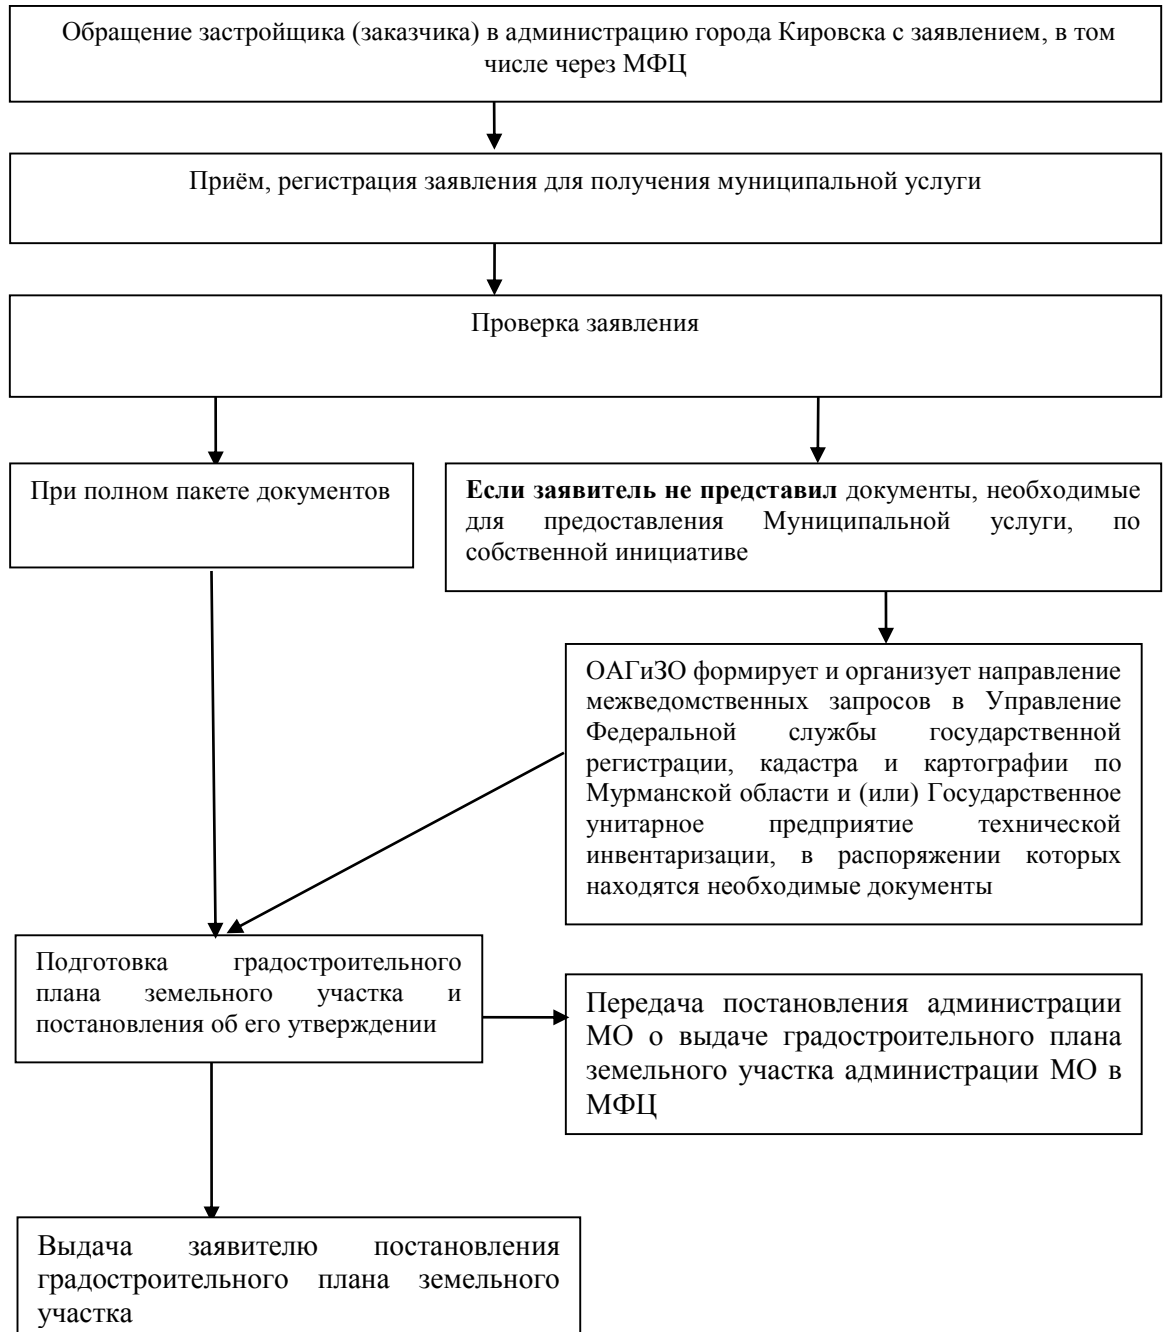 Обращение застройщика (заказчика) в администрацию города Кировска с заявлением, в том
числе через МФЦ
Приём, регистрация заявления для получения муниципальной услуги
Проверка заявления
При полном пакете документов
Если заявитель не представил документы, необходимые
для предоставления Муниципальной услуги, по
собственной инициативе
ОАГиЗО формирует и организует направление
межведомственных запросов в Управление
Федеральной службы государственной
регистрации, кадастра и картографии по
Мурманской области и (или) Государственное
унитарное предприятие технической
инвентаризации, в распоряжении которых
находятся необходимые документы
Подготовка градостроительного
плана земельного участка и
постановления об его утверждении
Передача постановления администрации
МО о выдаче градостроительного плана
земельного участка администрации МО в
МФЦ
Выдача заявителю постановления
градостроительного плана земельного
участка